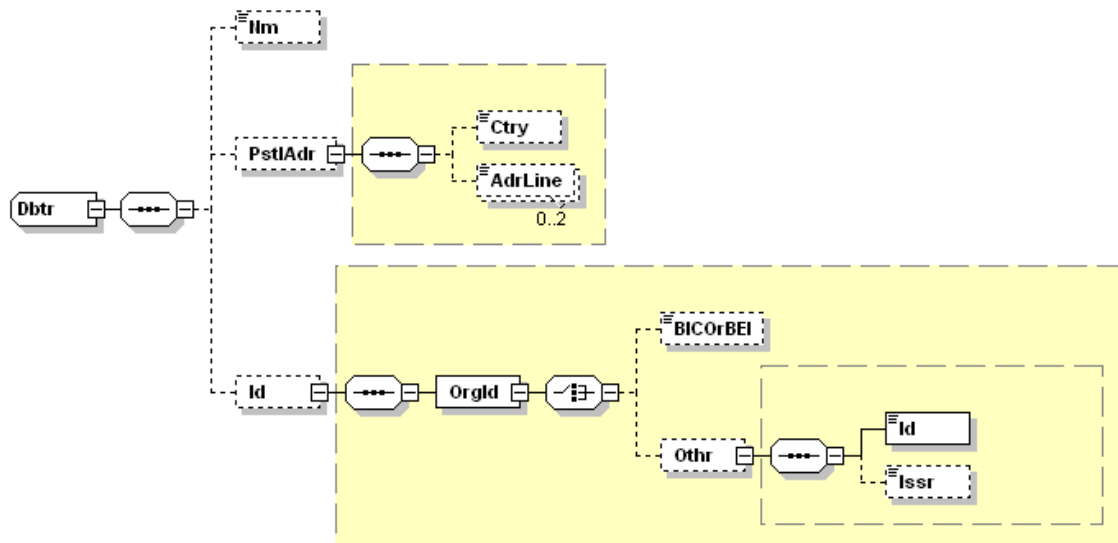 Nm
Ctry
PstlAdr
AdrLine
0..2
Dbtr
BICOrBEI
Id
OrgId
Id
Othr
Issr